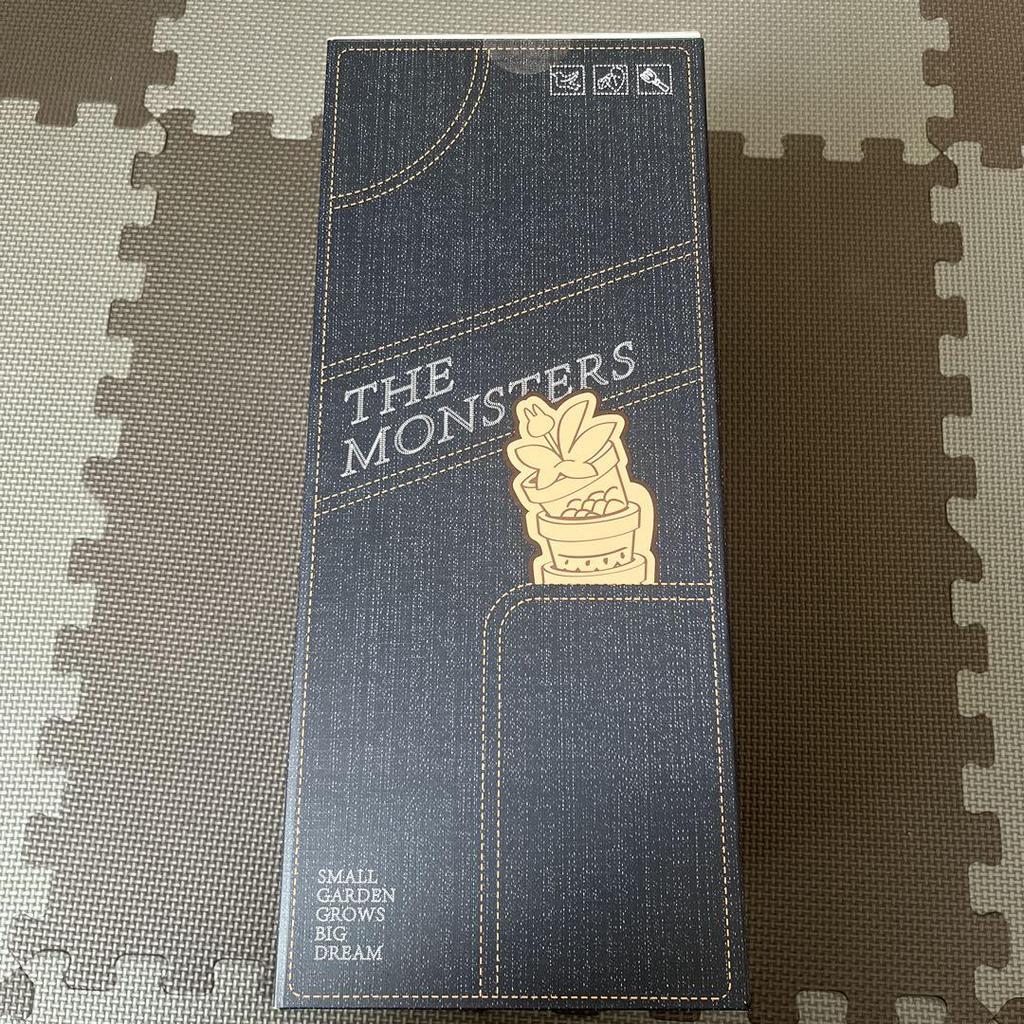 THE
MONSTERS
SMALL
GARDEN
GROWS
BIG
DREAM